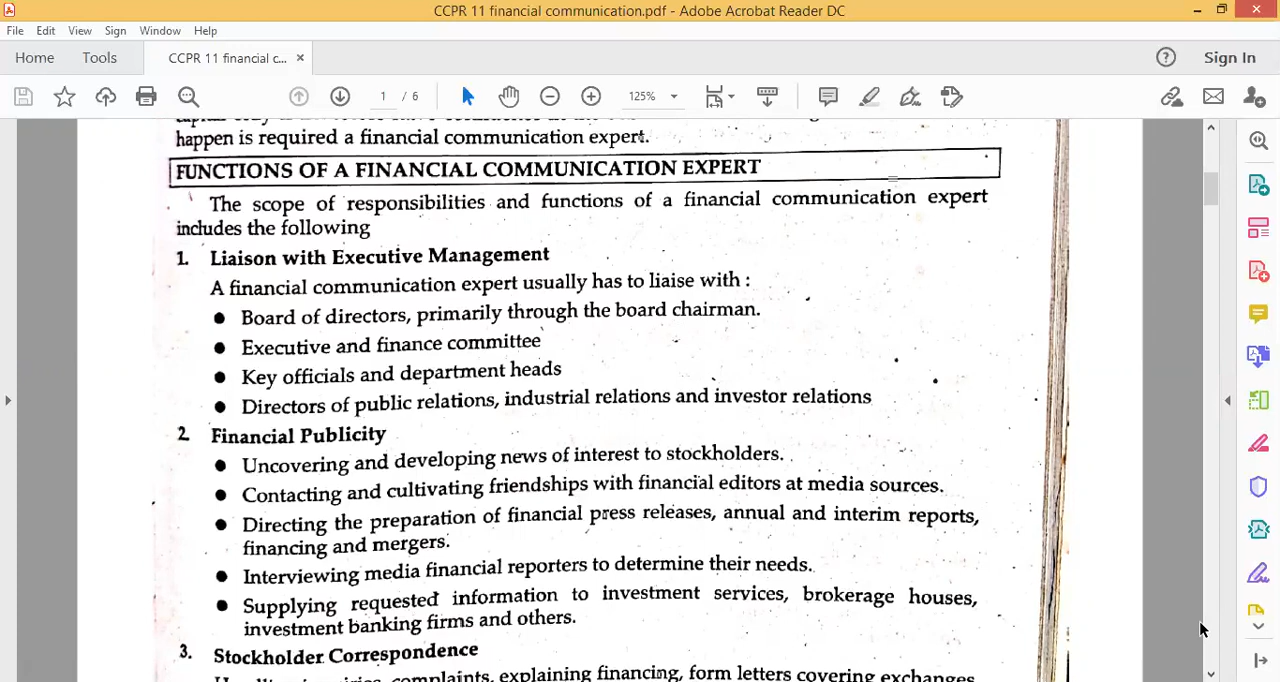 CCPR 11 financial communication.pdf - Adobe Acrobat Reader DC
File Edit View Sign Window Help
Home Tools CCPR 11 financial c... ×
Sign In
1 / 6 125%
happen is required a financial communication expert.
FUNCTIONS OF A FINANCIAL COMMUNICATION EXPERT
The scope of responsibilities and functions of a financial communication expert
includes the following
1. Liaison with Executive Management
A financial communication expert usually has to liaise with :
● Board of directors, primarily through the board chairman.
● Executive and finance committee
● Key officials and department heads
● Directors of public relations, industrial relations and investor relations
2. Financial Publicity
● Uncovering and developing news of interest to stockholders.
● Contacting and cultivating friendships with financial editors at media sources.
● Directing the preparation of financial press releases, annual and interim reports,
financing and mergers.
● Interviewing media financial reporters to determine their needs.
● Supplying requested information to investment services, brokerage houses,
investment banking firms and others.
3. Stockholder Correspondence
complaints, explaining financing, form letters covering exchanges